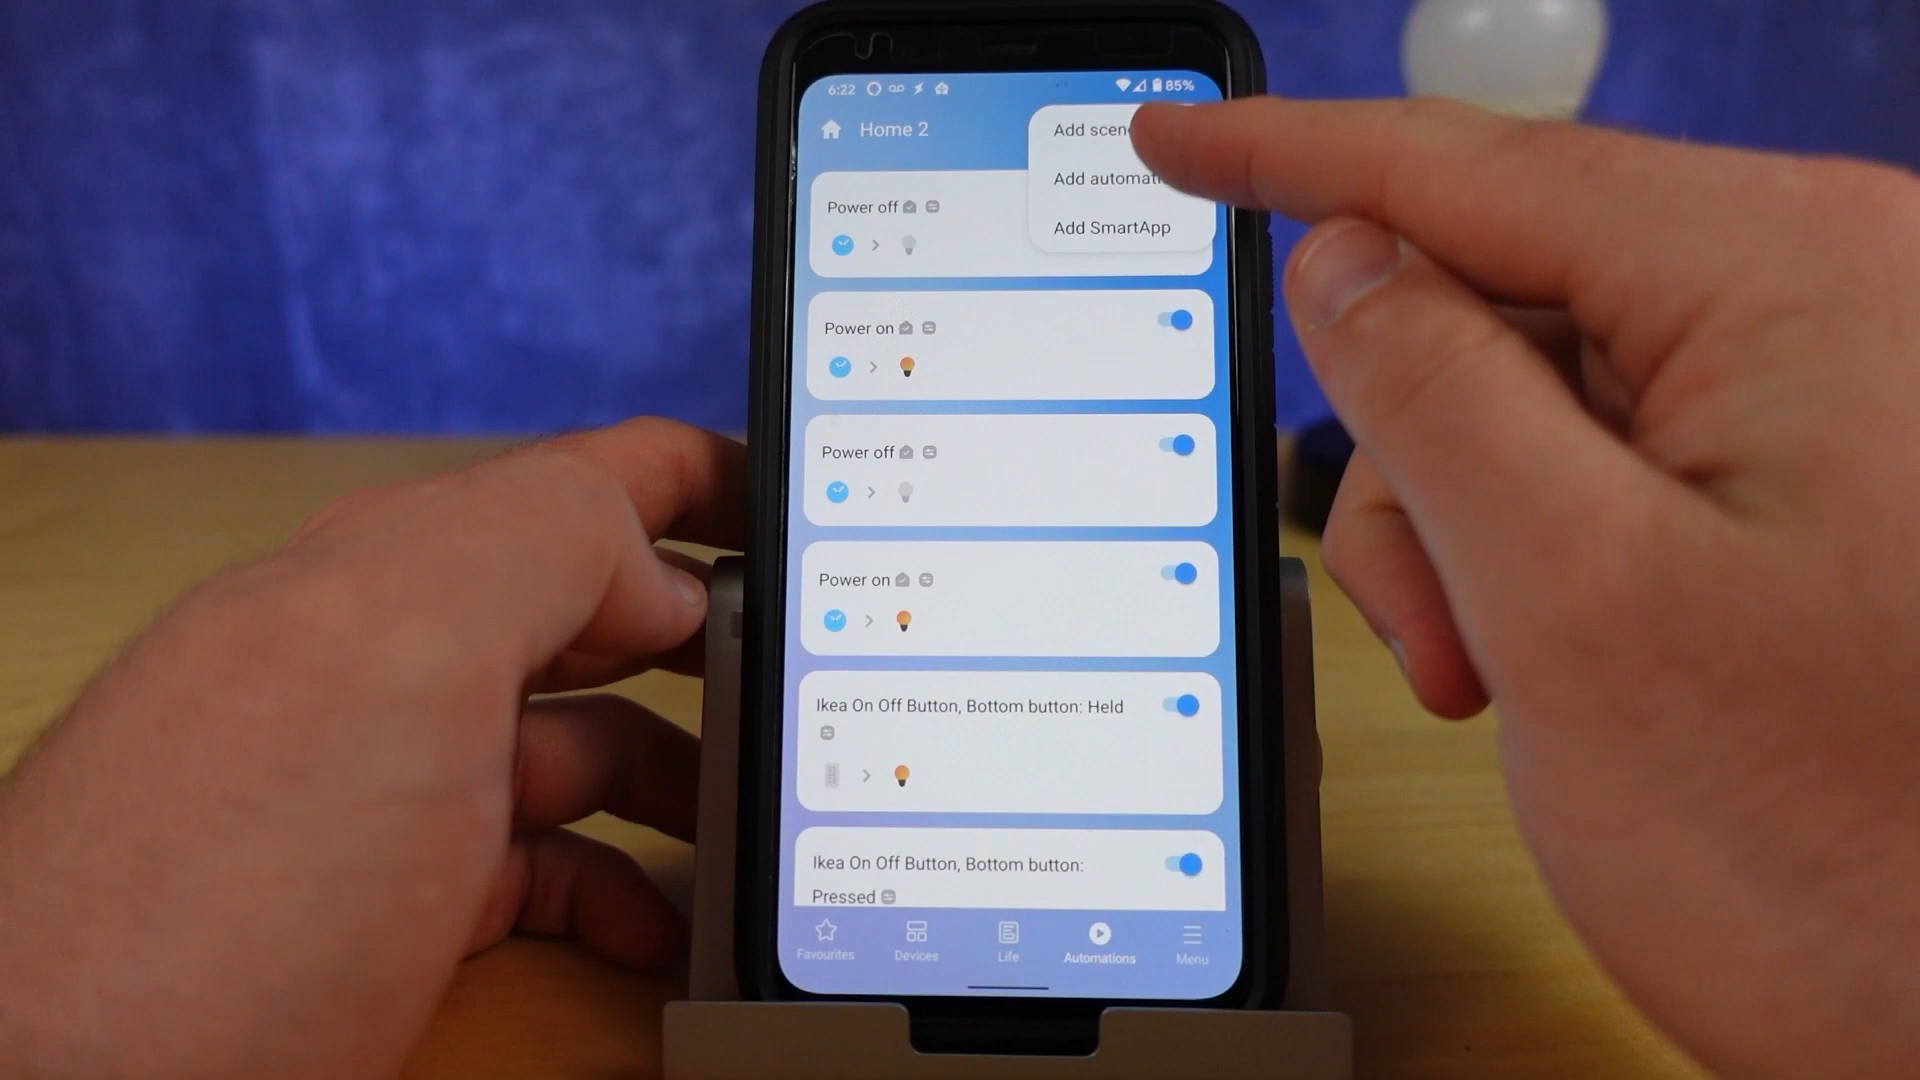 6:22
85%
Home 2
Add scen
Add automati
Add SmartApp
Power off
Power on
Power off
Power on
Ikea On Off Button, Bottom button: Held
Ikea On Off Button, Bottom button:
Pressed
Favourites
Devices
Life
Automations
Menu